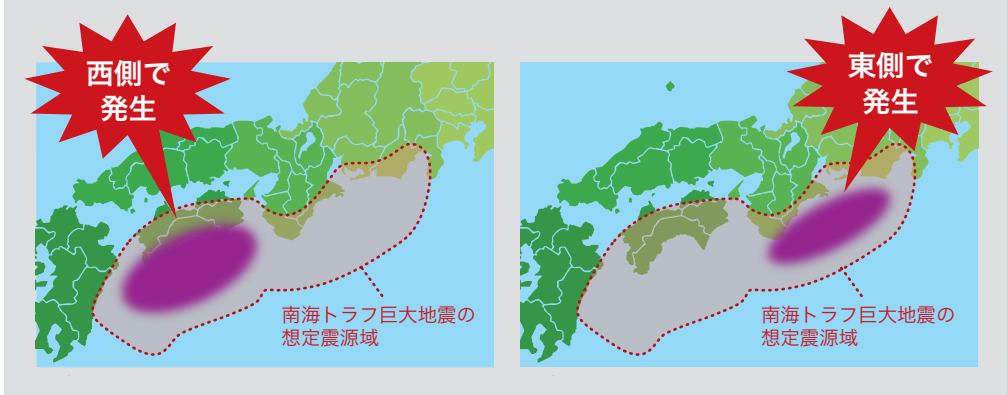 西側で
発生
南海トラフ巨大地震の
想定震源域
東側で
発生
南海トラフ巨大地震の
想定震源域